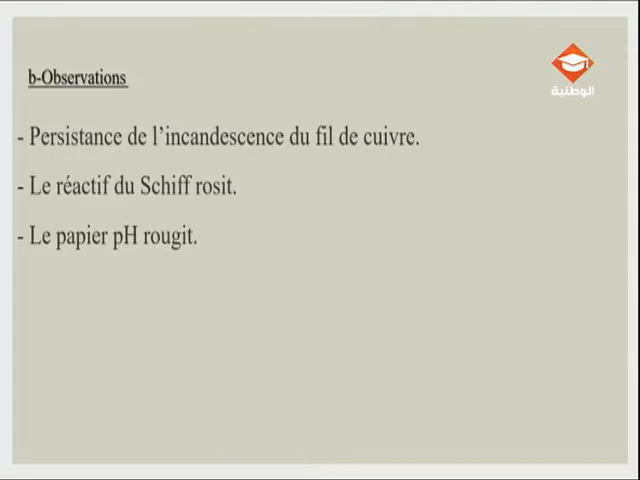 الوطنية
b-Observations
- Persistance de l’incandescence du fil de cuivre.
- Le réactif du Schiff rosit.
- Le papier pH rougit.